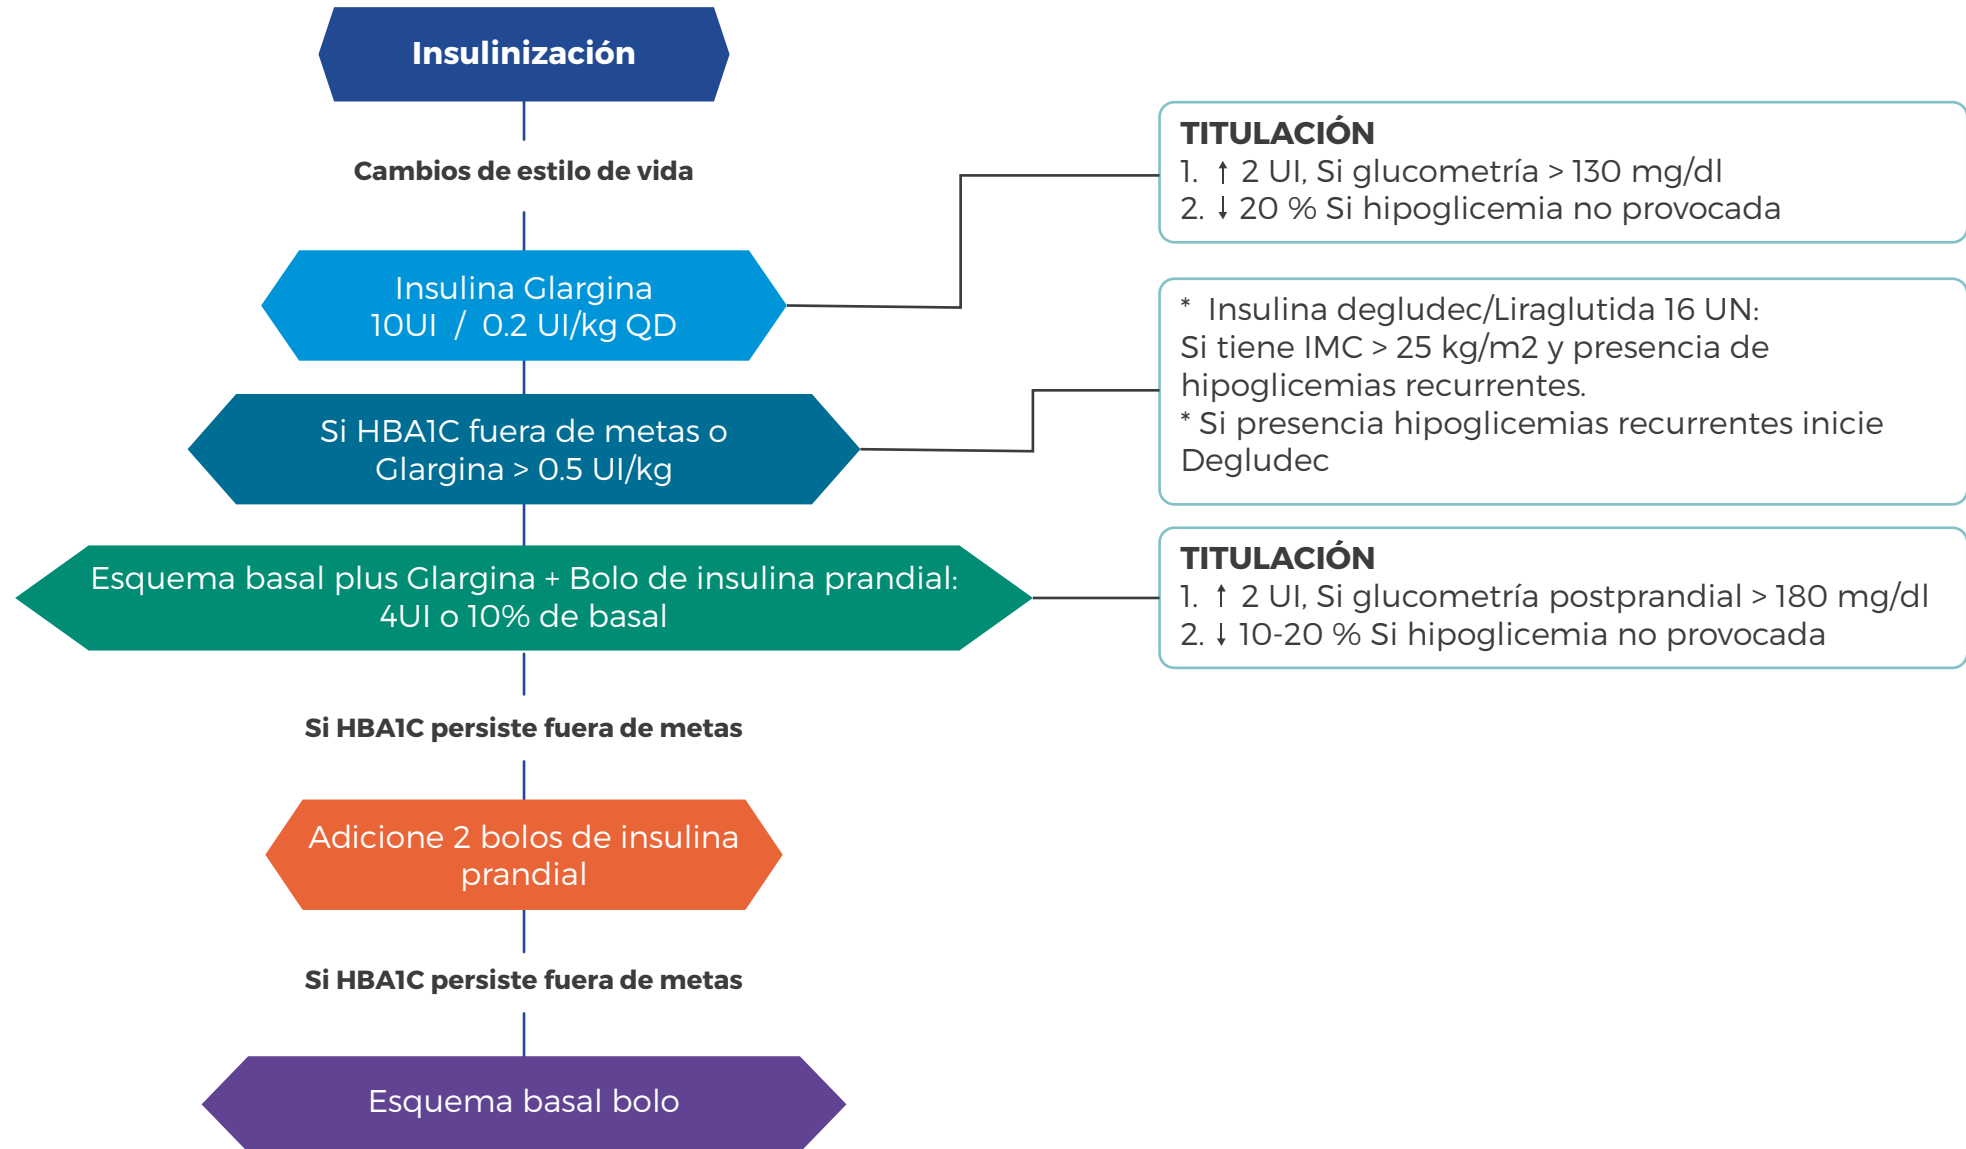 Insulinización
Cambios de estilo de vida
Insulina Glargina
10UI / 0.2 UI/kg QD
TITULACIÓN
1. ↑ 2 UI, Si glucometría > 130 mg/dl
2. ↓ 20 % Si hipoglicemia no provocada
Si HBA1C fuera de metas o
Glargina > 0.5 UI/kg
* Insulina degludec/Liraglutida 16 UN:
Si tiene IMC > 25 kg/m2 y presencia de
hipoglicemias recurrentes.
* Si presencia hipoglicemias recurrentes inicie
Degludec
Esquema basal plus Glargina + Bolo de insulina prandial:
4UI o 10% de basal
TITULACIÓN
1. ↑ 2 UI, Si glucometría postprandial > 180 mg/dl
2. ↓ 10-20 % Si hipoglicemia no provocada
Si HBA1C persiste fuera de metas
Adicione 2 bolos de insulina
prandial
Si HBA1C persiste fuera de metas
Esquema basal bolo